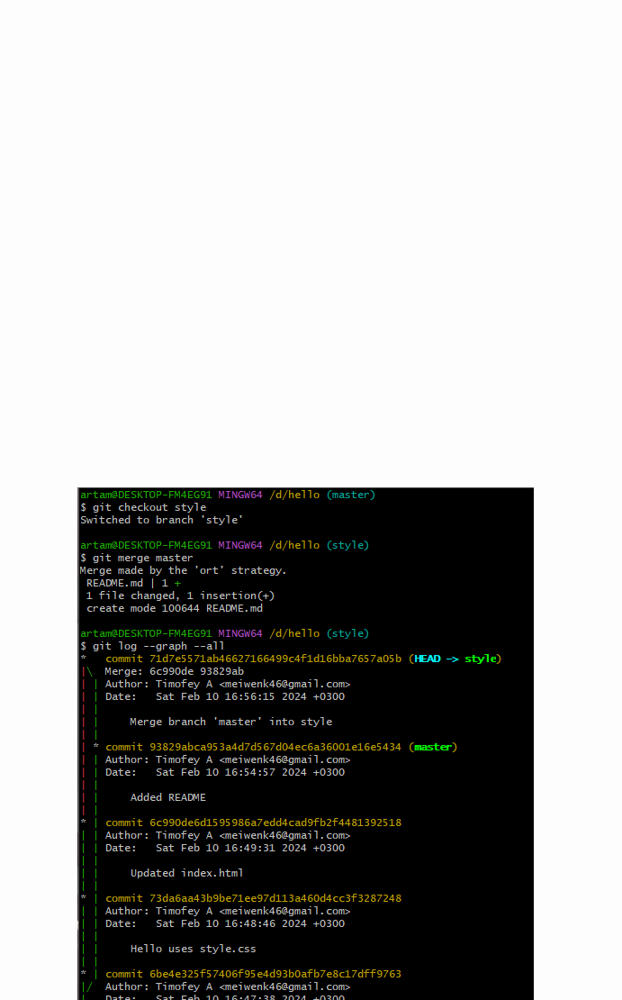 artam@DESKTOP-FM4EG91 MINGW64 /d/hello (master)
$ git checkout style
Switched to branch 'style'
artam@DESKTOP-FM4EG91 MINGW64 /d/hello (style)
$ git merge master
Merge made by the 'ort' strategy.
README.md | 1 +
1 file changed, 1 insertion(+)
create mode 100644 README.md
artam@DESKTOP-FM4EG91 MINGW64 /d/hello (style)
$ git log --graph --all
*   commit 71d7e5571ab46627166499c4f1d16bba7657a05b (HEAD -> style)
|\  Merge: 6c990de 93829ab
| | Author: Timofey A <meiwenk46@gmail.com>
| | Date:   Sat Feb 10 16:56:15 2024 +0300
| |
| |     Merge branch 'master' into style
| |
| * commit 93829abca953a4d7d567d04ec6a36001e16e5434 (master)
| | Author: Timofey A <meiwenk46@gmail.com>
| | Date:   Sat Feb 10 16:54:57 2024 +0300
| |
| |     Added README
| |
* | commit 6c990de6d1595986a7edd4cad9fb2f4481392518
| | Author: Timofey A <meiwenk46@gmail.com>
| | Date:   Sat Feb 10 16:49:31 2024 +0300
| |
| |     Updated index.html
| |
* | commit 73da6aa43b9be71ee97d113a460d4cc3f3287248
| | Author: Timofey A <meiwenk46@gmail.com>
| | Date:   Sat Feb 10 16:48:46 2024 +0300
| |
| |     Hello uses style.css
| |
* | commit 6be4e325f57406f95e4d93b0afb7e8c17dff9763
|/  Author: Timofey A <meiwenk46@gmail.com>
|   Date:   Sat Feb 10 16:47:38 2024 +0300